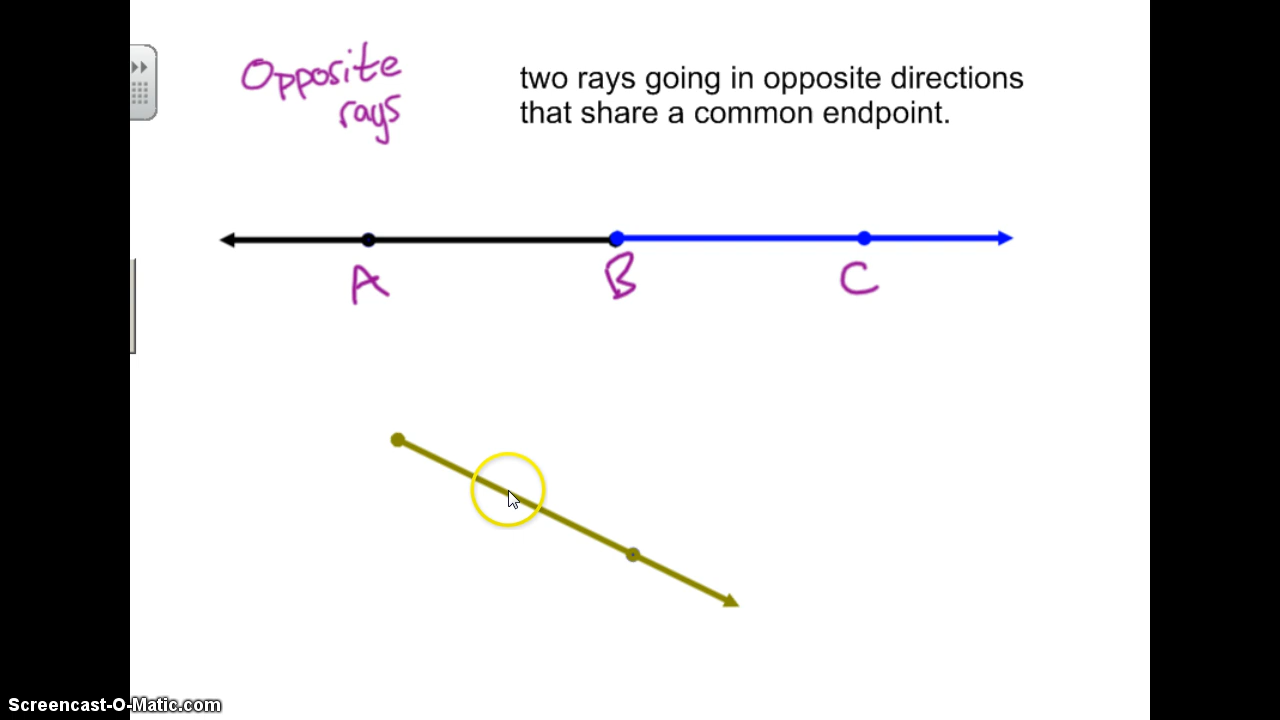 Opposite
rays
two rays going in opposite directions
that share a common endpoint.
A B C
Screencast-O-Matic.com